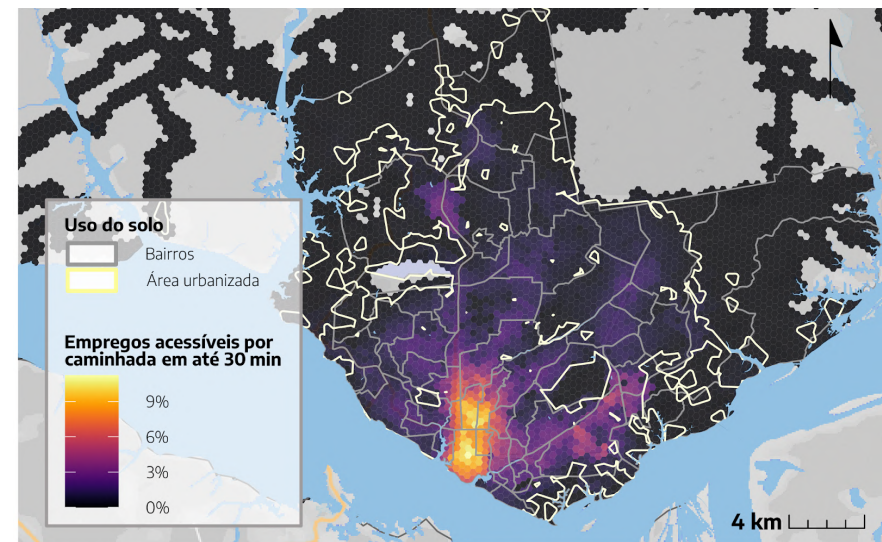 Uso do solo
Bairros
Área urbanizada
Empregos acessíveis por
caminhada em até 30 min
9%
6%
3%
0%
4 km